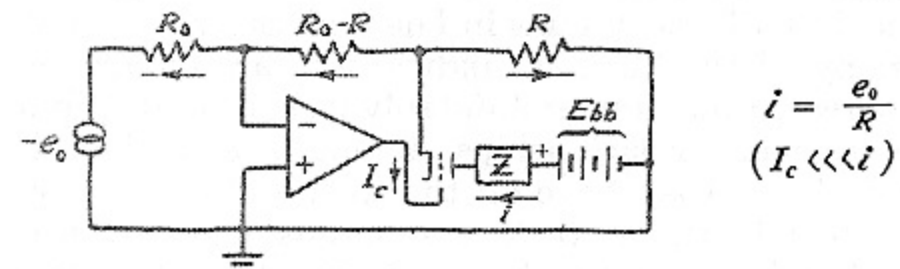 R₀
R₀-R
R
-e₀
−
+
I꜀
Z
+
Ebb
i
i = e₀/R
(I꜀ <<< i)